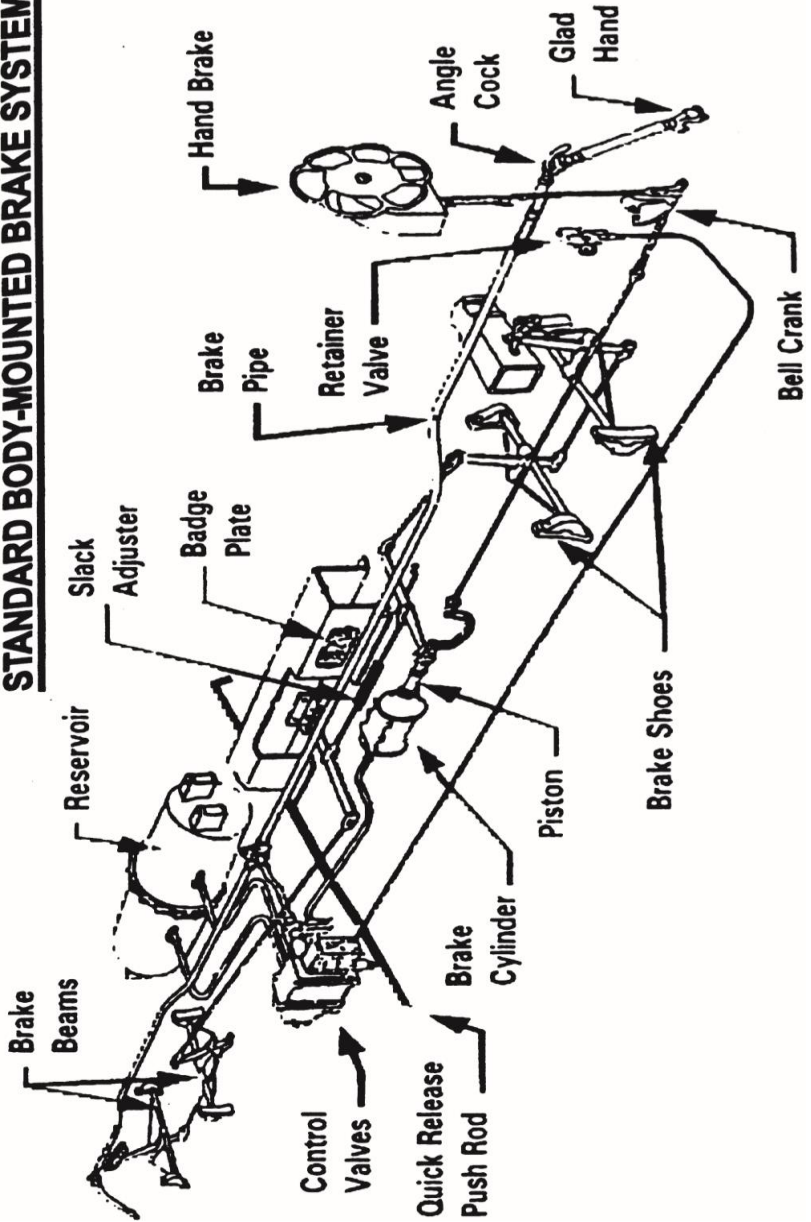 STANDARD BODY-MOUNTED BRAKE SYSTEM
Brake
Beams
Reservoir
Slack
Adjuster
Badge
Plate
Brake
Pipe
Retainer
Valve
Hand Brake
Angle
Cock
Glad
Hand
Control
Valves
Quick Release
Push Rod
Brake
Cylinder
Piston
Brake Shoes
Bell Crank